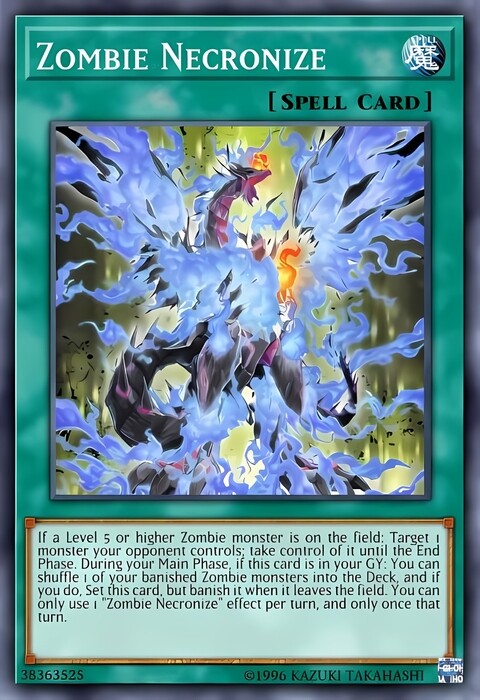 Zombie Necronize
魔
[Spell Card]
If a Level 5 or higher Zombie monster is on the field: Target 1
monster your opponent controls; take control of it until the End
Phase. During your Main Phase, if this card is in your GY: You can
shuffle 1 of your banished Zombie monsters into the Deck, and if
you do, Set this card, but banish it when it leaves the field. You can
only use 1 "Zombie Necronize" effect per turn, and only once that
turn.
38363525
©1996 KAZUKI TAKAHASHI